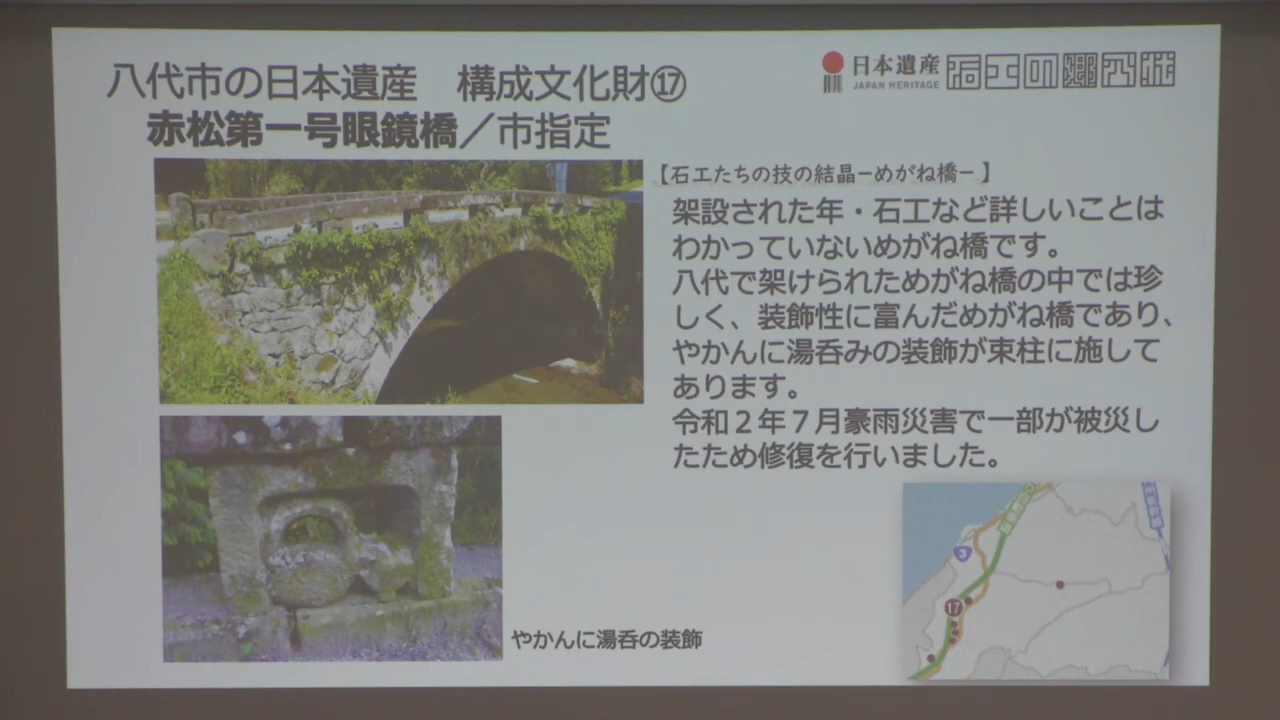 八代市の日本遺産　構成文化財⑰
赤松第一号眼鏡橋／市指定
日本遺産
JAPAN HERITAGE
石工の郷八代
【石工たちの技の結晶−めがね橋−】
架設された年・石工など詳しいことは
わかっていないめがね橋です。
八代で架けられためがね橋の中では珍
しく、装飾性に富んだめがね橋であり、
やかんに湯呑みの装飾が束柱に施して
あります。
令和２年７月豪雨災害で一部が被災し
たため修復を行いました。
やかんに湯呑の装飾
3
17